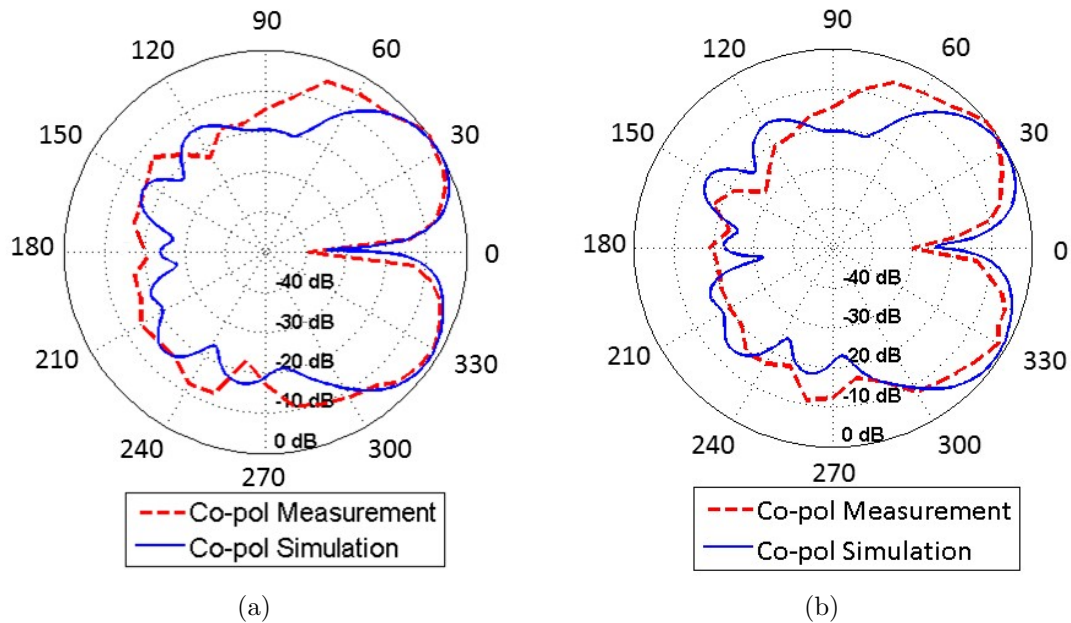 90
120
60
150
30
180
0
-40 dB
-30 dB
210
330
-20 dB
-10 dB
240
0 dB
300
270
Co-pol Measurement
Co-pol Simulation
(a)
90
120
60
150
30
180
0
-40 dB
-30 dB
210
330
20 dB
-10 dB
240
0 dB
300
270
Co-pol Measurement
Co-pol Simulation
(b)